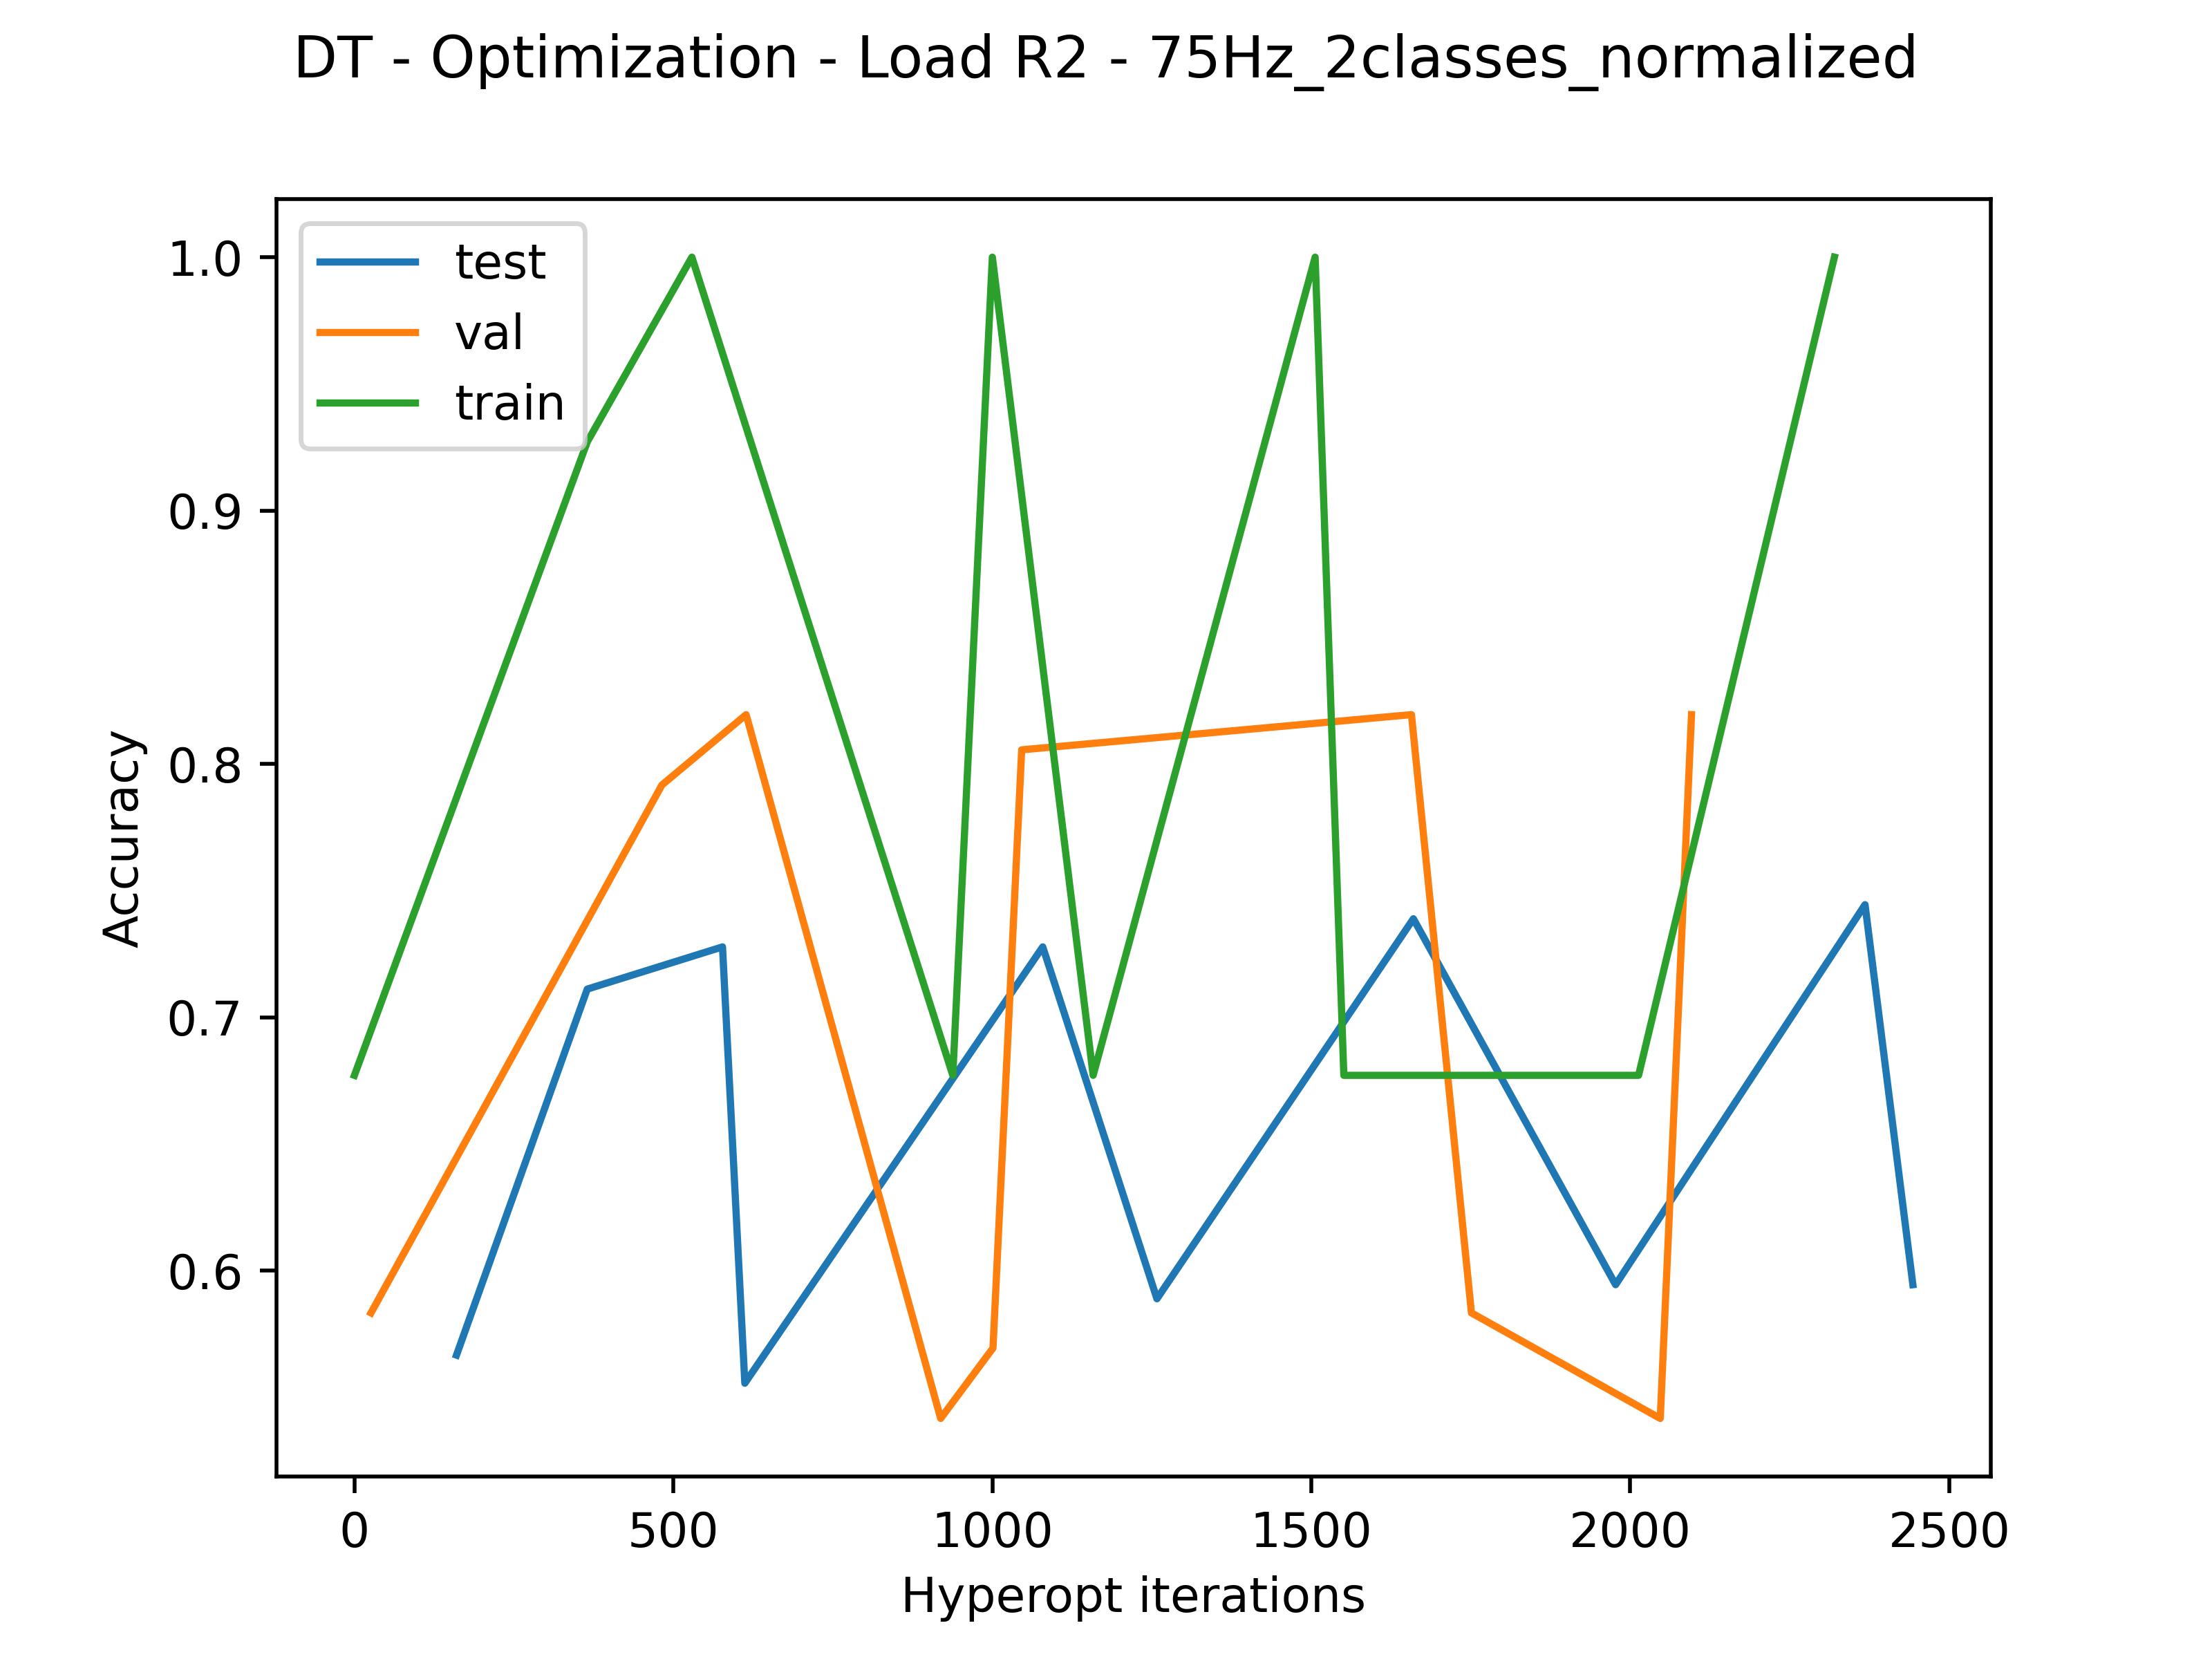 DT - Optimization - Load R2 - 75Hz_2classes_normalized
test
val
train
1.0
0.9
0.8
0.7
0.6
Accuracy
0 500 1000 1500 2000 2500
Hyperopt iterations